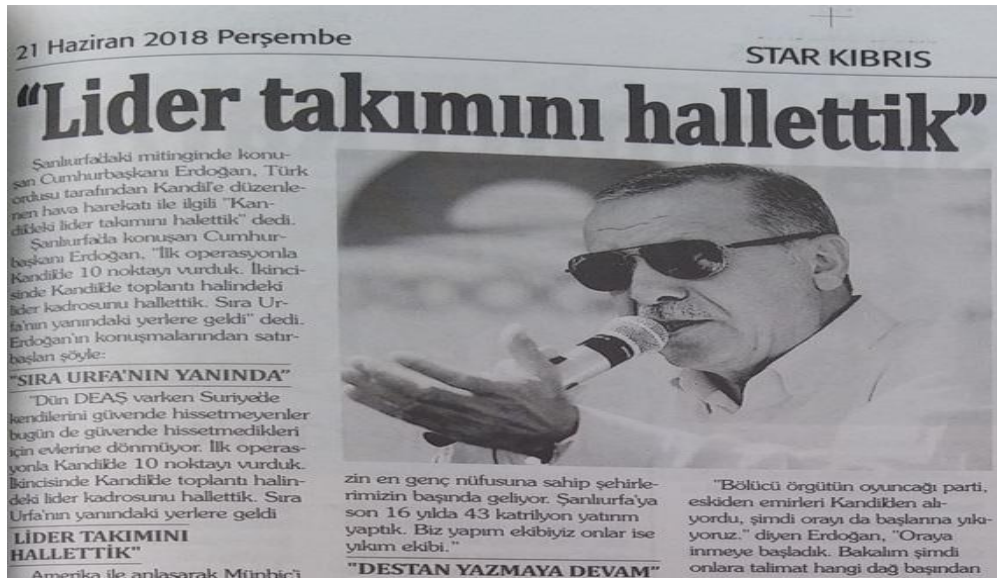 21 Haziran 2018 Perşembe
STAR KIBRIS
“Lider takımını hallettik”
Şanlıurfa'daki mitinginde konu-
şan Cumhurbaşkanı Erdoğan, Türk
ordusu tarafından Kandil'e düzenle-
nen hava harekatı ile ilgili "Kan-
dil'deki lider takımını halettik" dedi.
Şanlıurfa'da konuşan Cumhur-
başkanı Erdoğan, "İlk operasyonla
Kandil'de 10 noktayı vurduk. İkinci-
sinde Kandil'de toplantı halindeki
lider kadrosunu hallettik. Sıra Ur-
fa'nın yanındaki yerlere geldi" dedi.
Erdoğan'ın konuşmalarından satır-
başları şöyle:
"SIRA URFA'NIN YANINDA"
"Dün DEAŞ varken Suriye'de
kendilerini güvende hissetmeyenler
bugün de güvende hissetmedikleri
için evlerine dönmüyor. İlk operas-
yonla Kandil'de 10 noktayı vurduk.
İkincisinde Kandil'de toplantı halin-
deki lider kadrosunu hallettik. Sıra
Urfa'nın yanındaki yerlere geldi
LİDER TAKIMINI
HALLETTİK"
Amerika ile anlaşarak Münbiç'i
zin en genç nüfusuna sahip şehirle-
rimizin başında geliyor. Şanlıurfa'ya
son 16 yılda 43 katrilyon yatırım
yaptık. Biz yapım ekibiyiz onlar ise
yıkım ekibi."
"DESTAN YAZMAYA DEVAM"
"Bölücü örgütün oyuncağı parti,
eskiden emirleri Kandil'den alı-
yordu, şimdi orayı da başlarına yıkı-
yoruz." diyen Erdoğan, "Oraya
inmeye başladık. Bakalım şimdi
onlara talimat hangi dağ başından